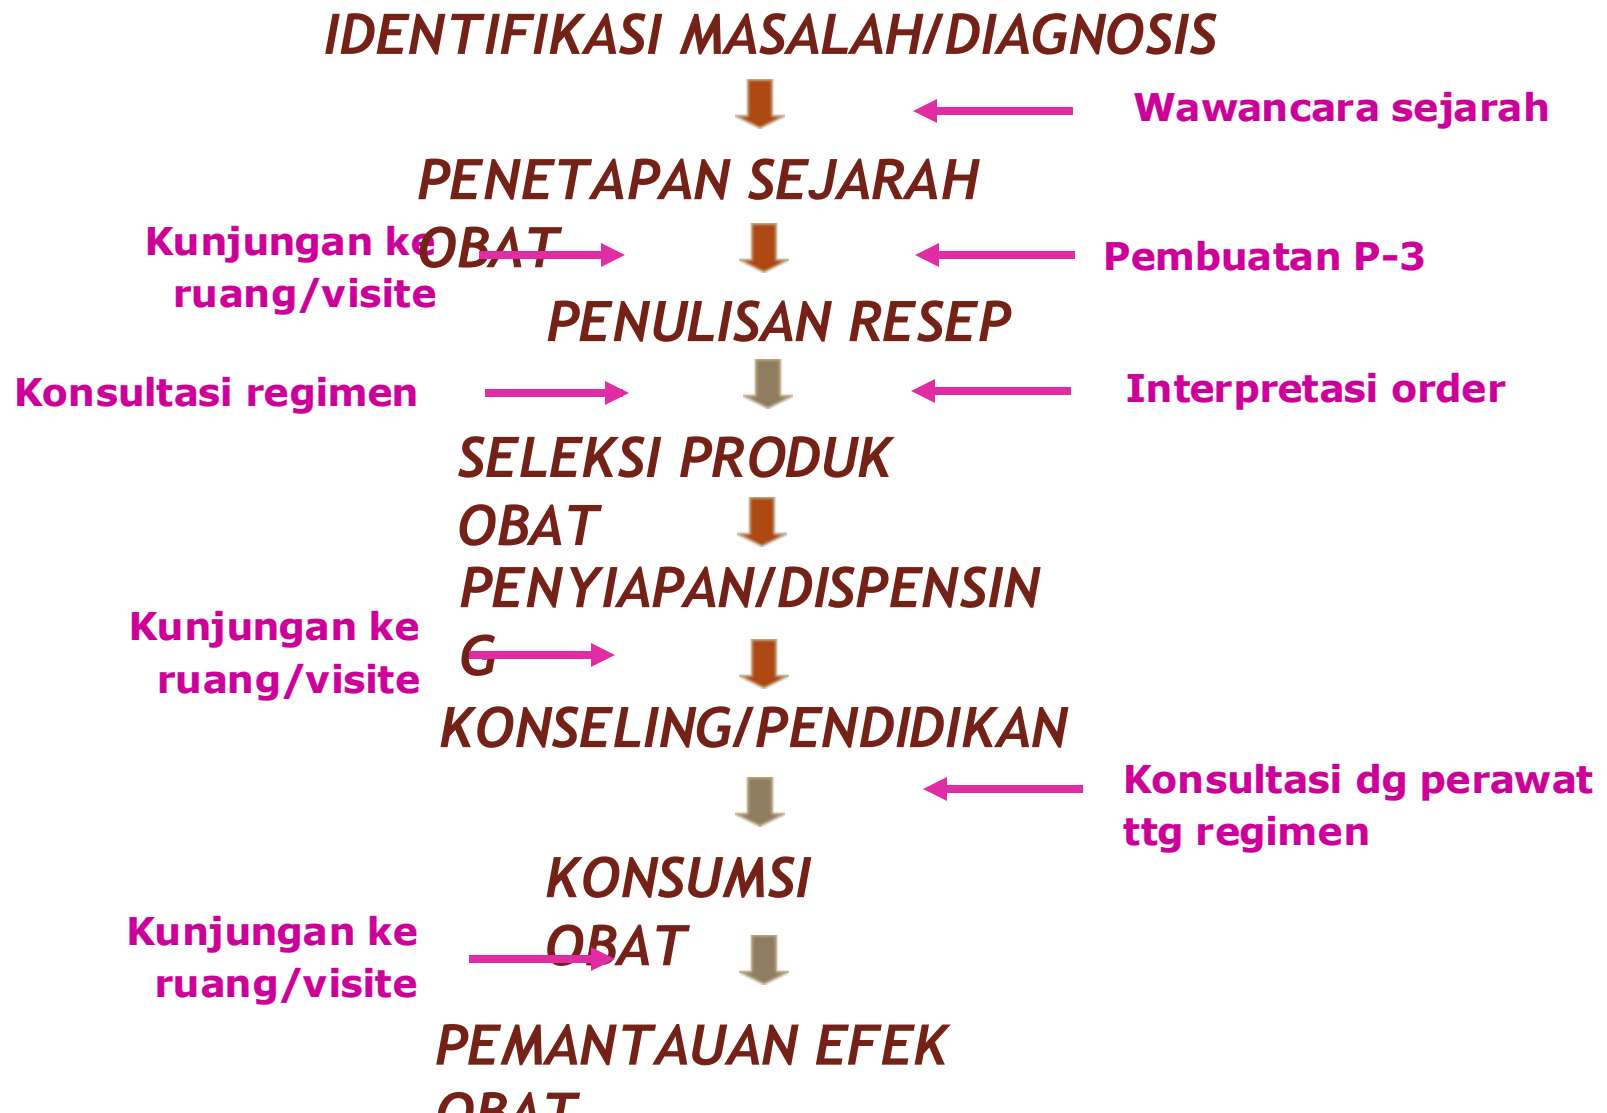 IDENTIFIKASI MASALAH/DIAGNOSIS
Wawancara sejarah
PENETAPAN SEJARAH
OBAT
Kunjungan ke
ruang/visite
Pembuatan P-3
PENULISAN RESEP
Konsultasi regimen
Interpretasi order
SELEKSI PRODUK
OBAT
PENYIAPAN/DISPENSIN
G
Kunjungan ke
ruang/visite
KONSELING/PENDIDIKAN
Konsultasi dg perawat
ttg regimen
KONSUMSI
OBAT
Kunjungan ke
ruang/visite
PEMANTAUAN EFEK
OBAT